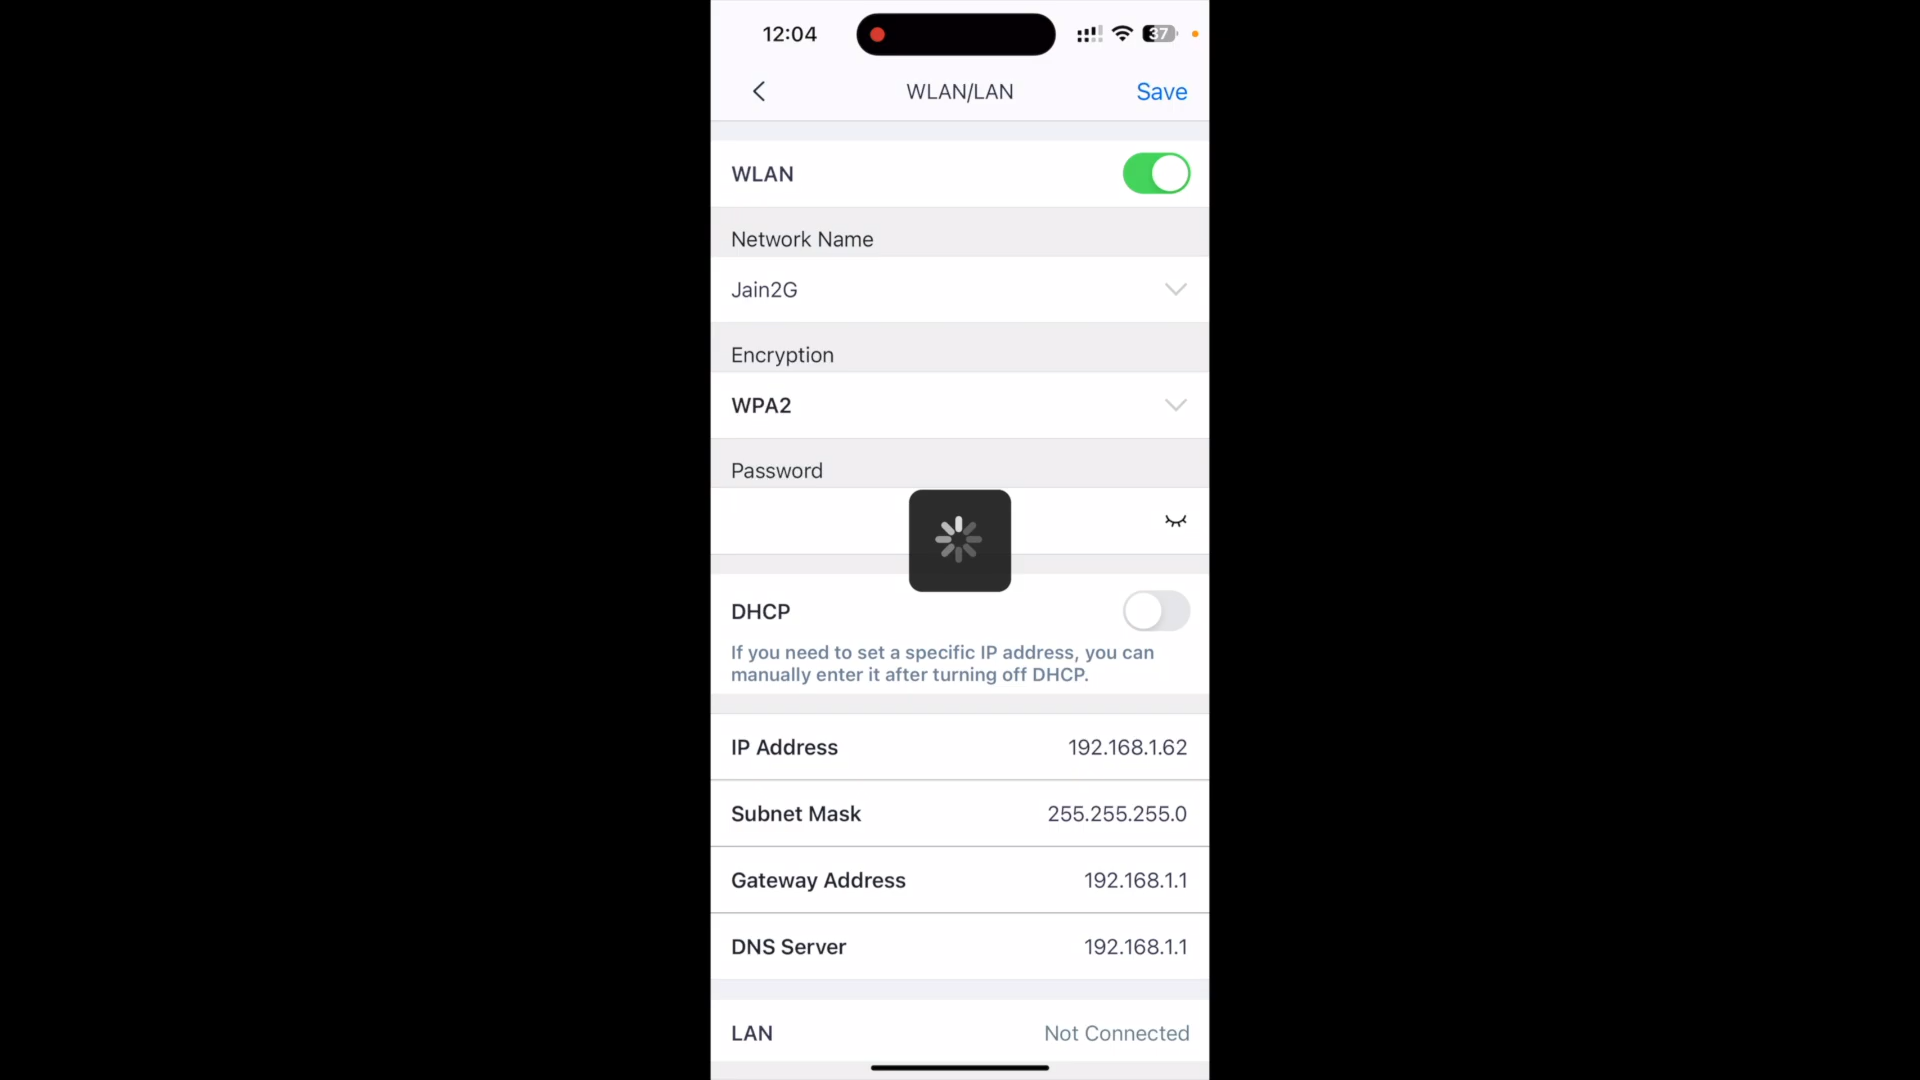 12:04
37
WLAN/LAN
Save
WLAN
Network Name
Jain2G
Encryption
WPA2
Password
DHCP
If you need to set a specific IP address, you can
manually enter it after turning off DHCP.
IP Address 192.168.1.62
Subnet Mask 255.255.255.0
Gateway Address 192.168.1.1
DNS Server 192.168.1.1
LAN Not Connected